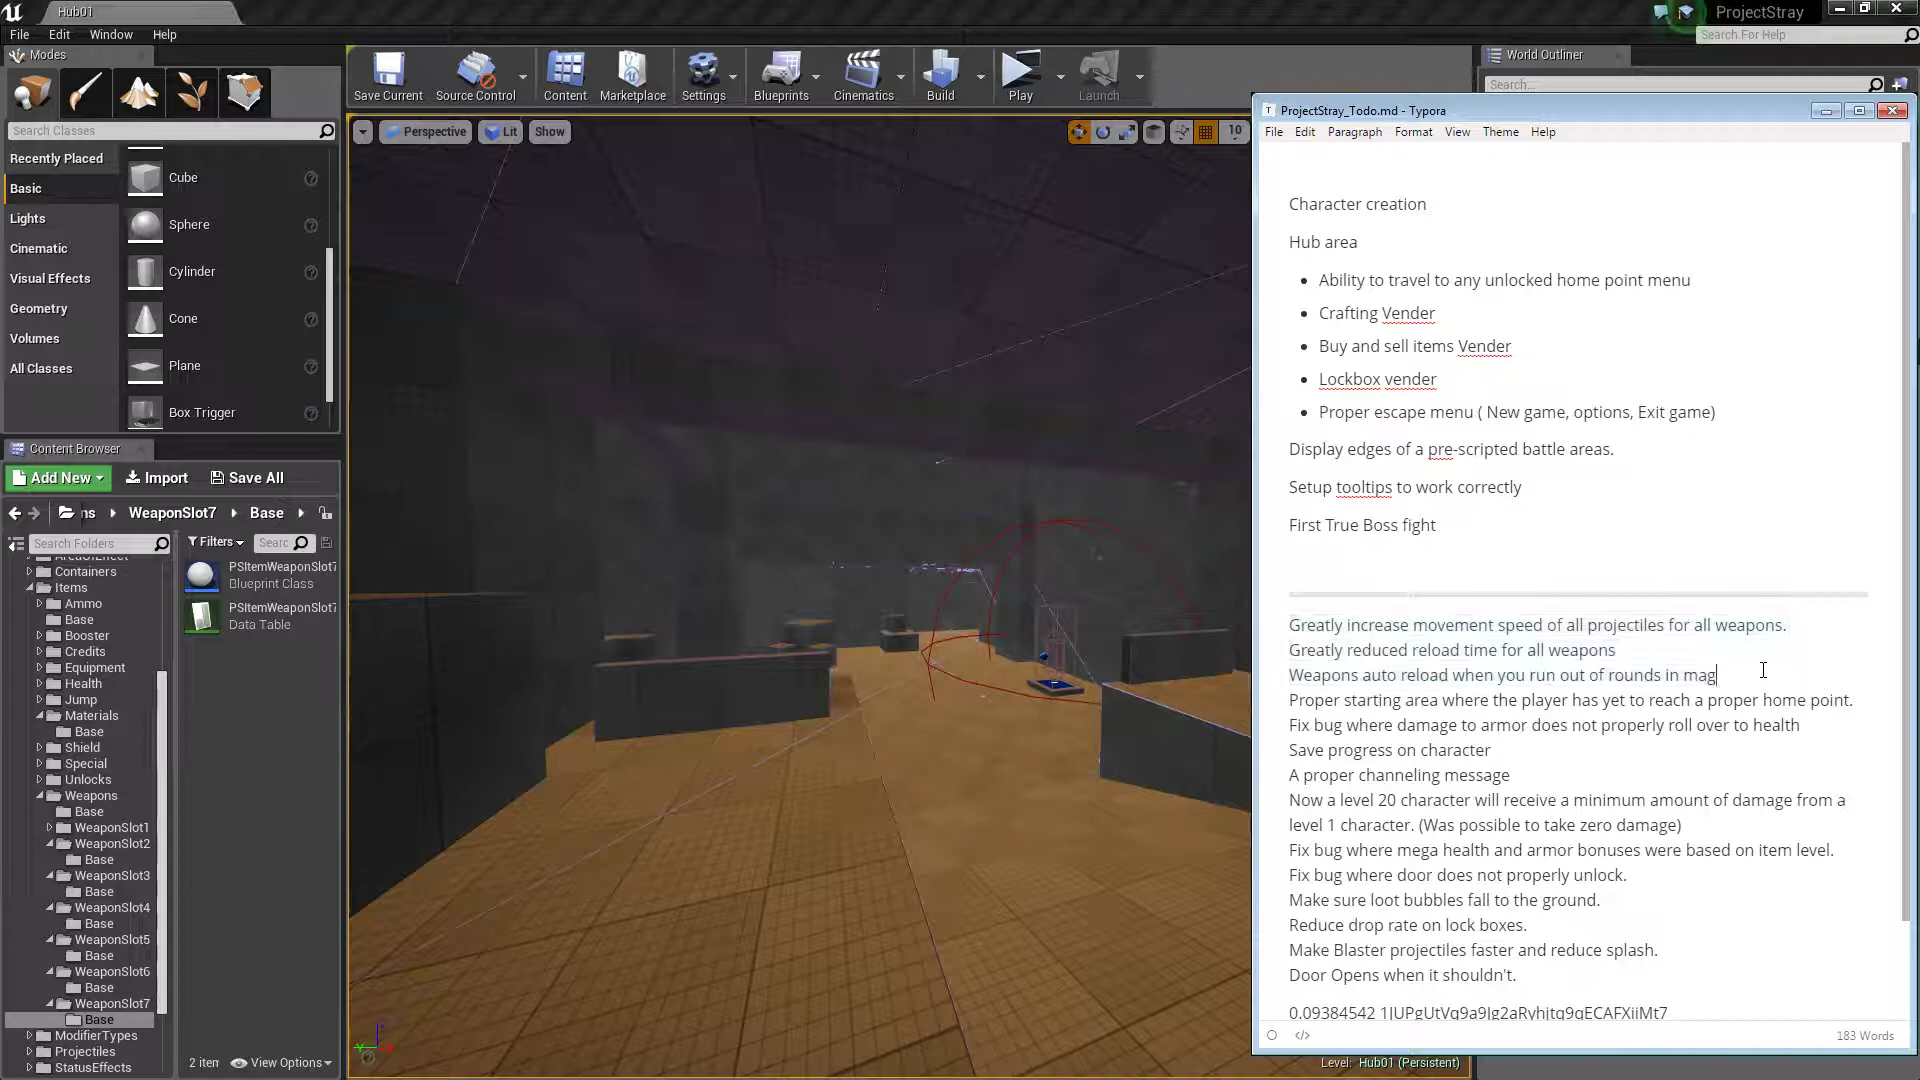 Hub01
ProjectStray
File Edit Window Help
Search For Help
Modes
World Outliner
Save Current Source Control Content Marketplace Settings Blueprints Cinematics Build Play Launch
Search...
Search Classes
Recently Placed
Basic
Lights
Cinematic
Visual Effects
Geometry
Volumes
All Classes
Cube
Sphere
Cylinder
Cone
Plane
Box Trigger
Perspective Lit Show
10
Content Browser
Add New Import Save All
ns WeaponSlot7 Base
Search Folders
Filters Searc
Containers
Items
Ammo
Base
Booster
Credits
Equipment
Health
Jump
Materials
Base
Shield
Special
Unlocks
Weapons
Base
WeaponSlot1
WeaponSlot2
Base
WeaponSlot3
Base
WeaponSlot4
Base
WeaponSlot5
Base
WeaponSlot6
Base
WeaponSlot7
Base
ModifierTypes
Projectiles
StatusEffects
PSItemWeaponSlot7
Blueprint Class
PSItemWeaponSlot7
Data Table
2 iten View Options
Level: Hub01 (Persistent)
ProjectStray_Todo.md - Typora
File Edit Paragraph Format View Theme Help
Character creation
Hub area
Ability to travel to any unlocked home point menu
Crafting Vender
Buy and sell items Vender
Lockbox vender
Proper escape menu ( New game, options, Exit game)
Display edges of a pre-scripted battle areas.
Setup tooltips to work correctly
First True Boss fight
Greatly increase movement speed of all projectiles for all weapons.
Greatly reduced reload time for all weapons
Weapons auto reload when you run out of rounds in mag
Proper starting area where the player has yet to reach a proper home point.
Fix bug where damage to armor does not properly roll over to health
Save progress on character
A proper channeling message
Now a level 20 character will receive a minimum amount of damage from a
level 1 character. (Was possible to take zero damage)
Fix bug where mega health and armor bonuses were based on item level.
Fix bug where door does not properly unlock.
Make sure loot bubbles fall to the ground.
Reduce drop rate on lock boxes.
Make Blaster projectiles faster and reduce splash.
Door Opens when it shouldn't.
0.09384542
183 Words